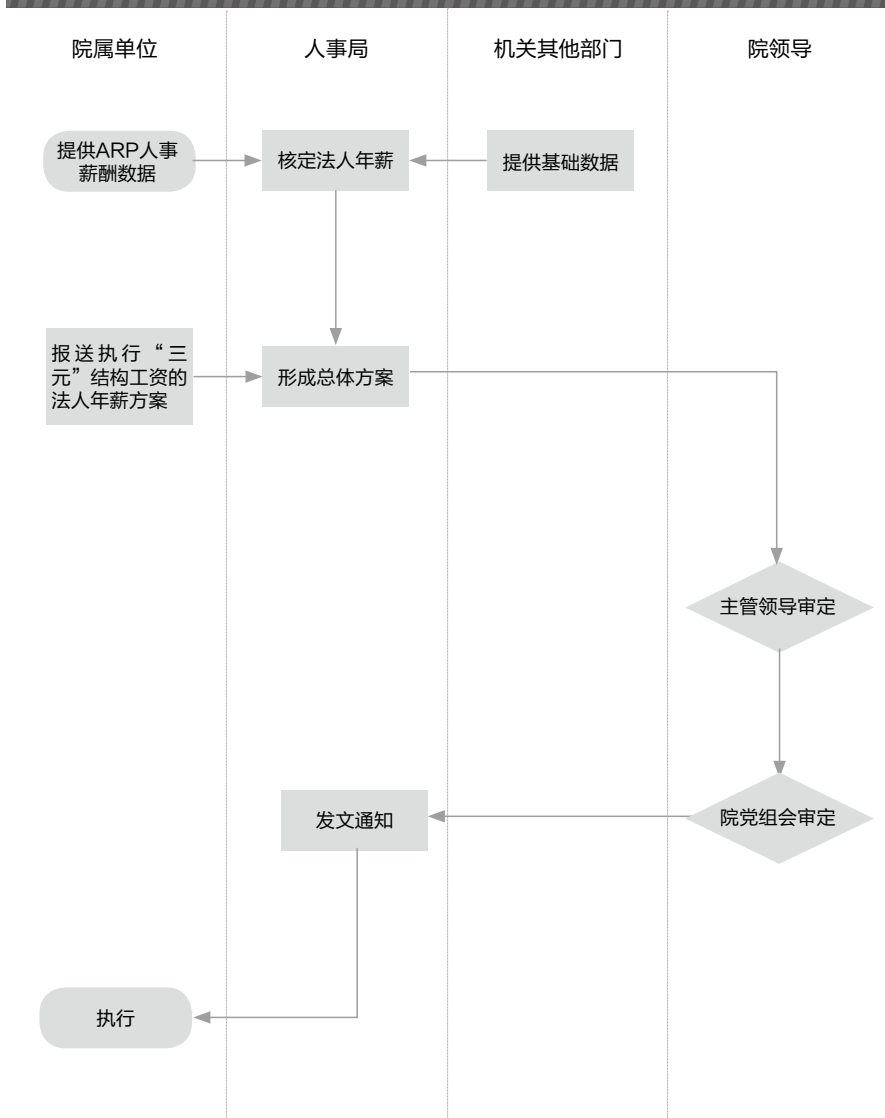 院属单位
人事局
机关其他部门
院领导
提供ARP人事
薪酬数据
核定法人年薪
提供基础数据
报送执行“三
元”结构工资的
法人年薪方案
形成总体方案
主管领导审定
院党组会审定
发文通知
执行